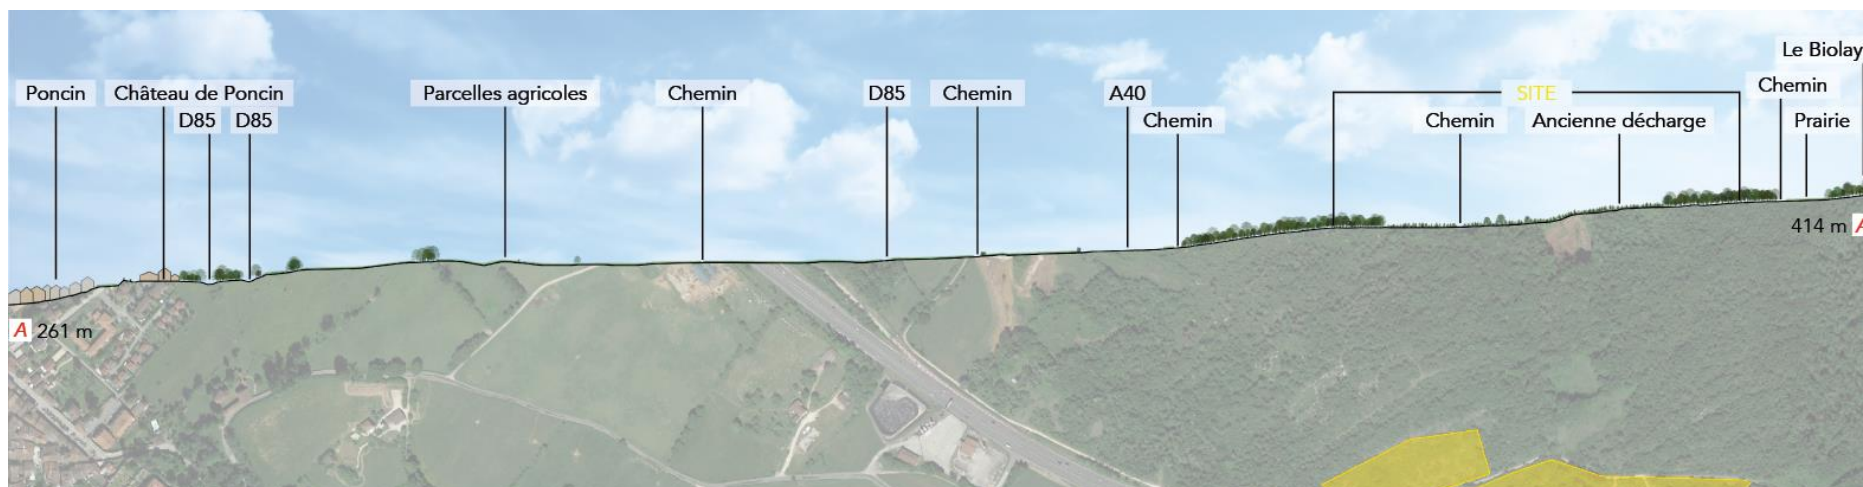 Le Biolay
Poncin
Château de Poncin
Parcelles agricoles
Chemin
D85
Chemin
A40
SITE
Chemin
D85
D85
Chemin
Chemin
Ancienne décharge
Prairie
414 m
A 261 m